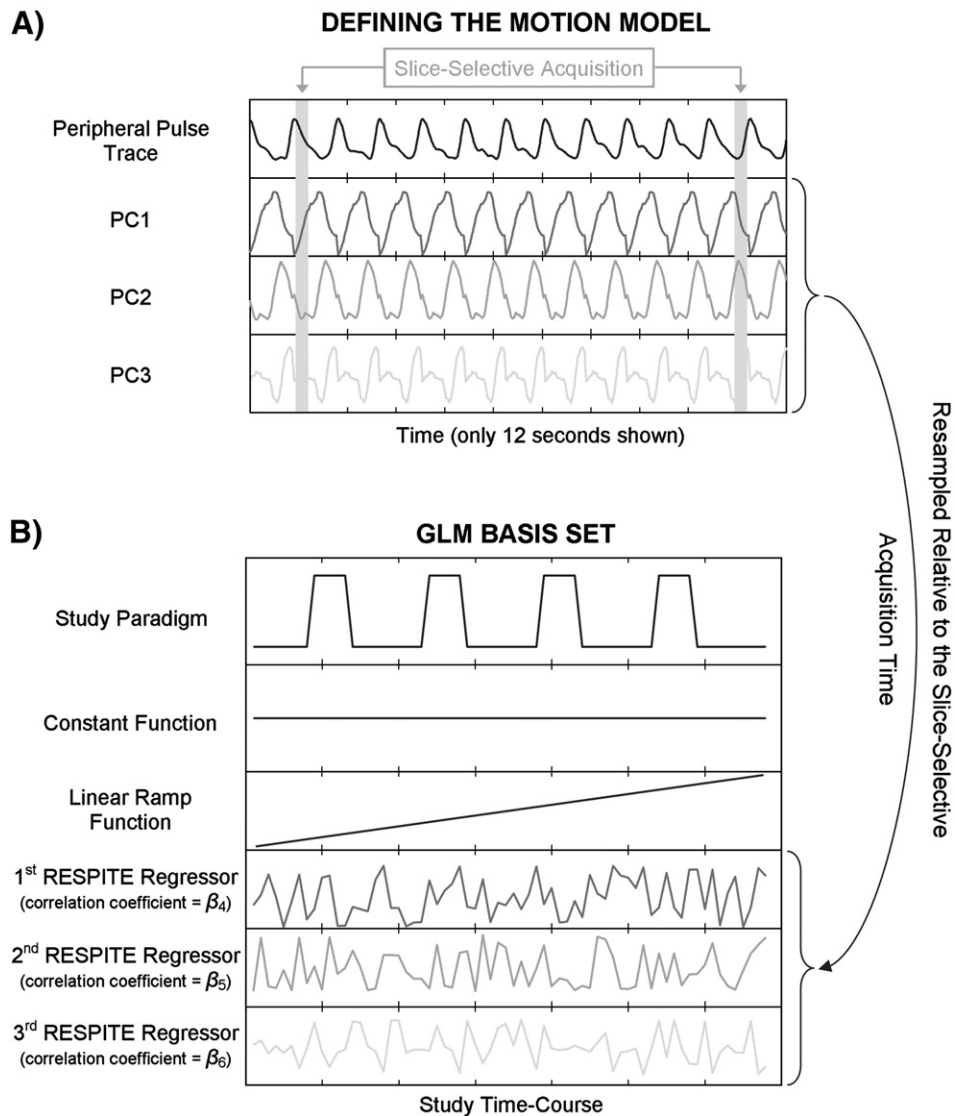 A)
DEFINING THE MOTION MODEL
Slice-Selective Acquisition
Peripheral Pulse
Trace
PC1
PC2
PC3
Time (only 12 seconds shown)
Resampled Relative to the Slice-Selective
Acquisition Time
B)
GLM BASIS SET
Study Paradigm
Constant Function
Linear Ramp
Function
1st RESPITE Regressor
(correlation coefficient = β4)
2nd RESPITE Regressor
(correlation coefficient = β5)
3rd RESPITE Regressor
(correlation coefficient = β6)
Study Time-Course